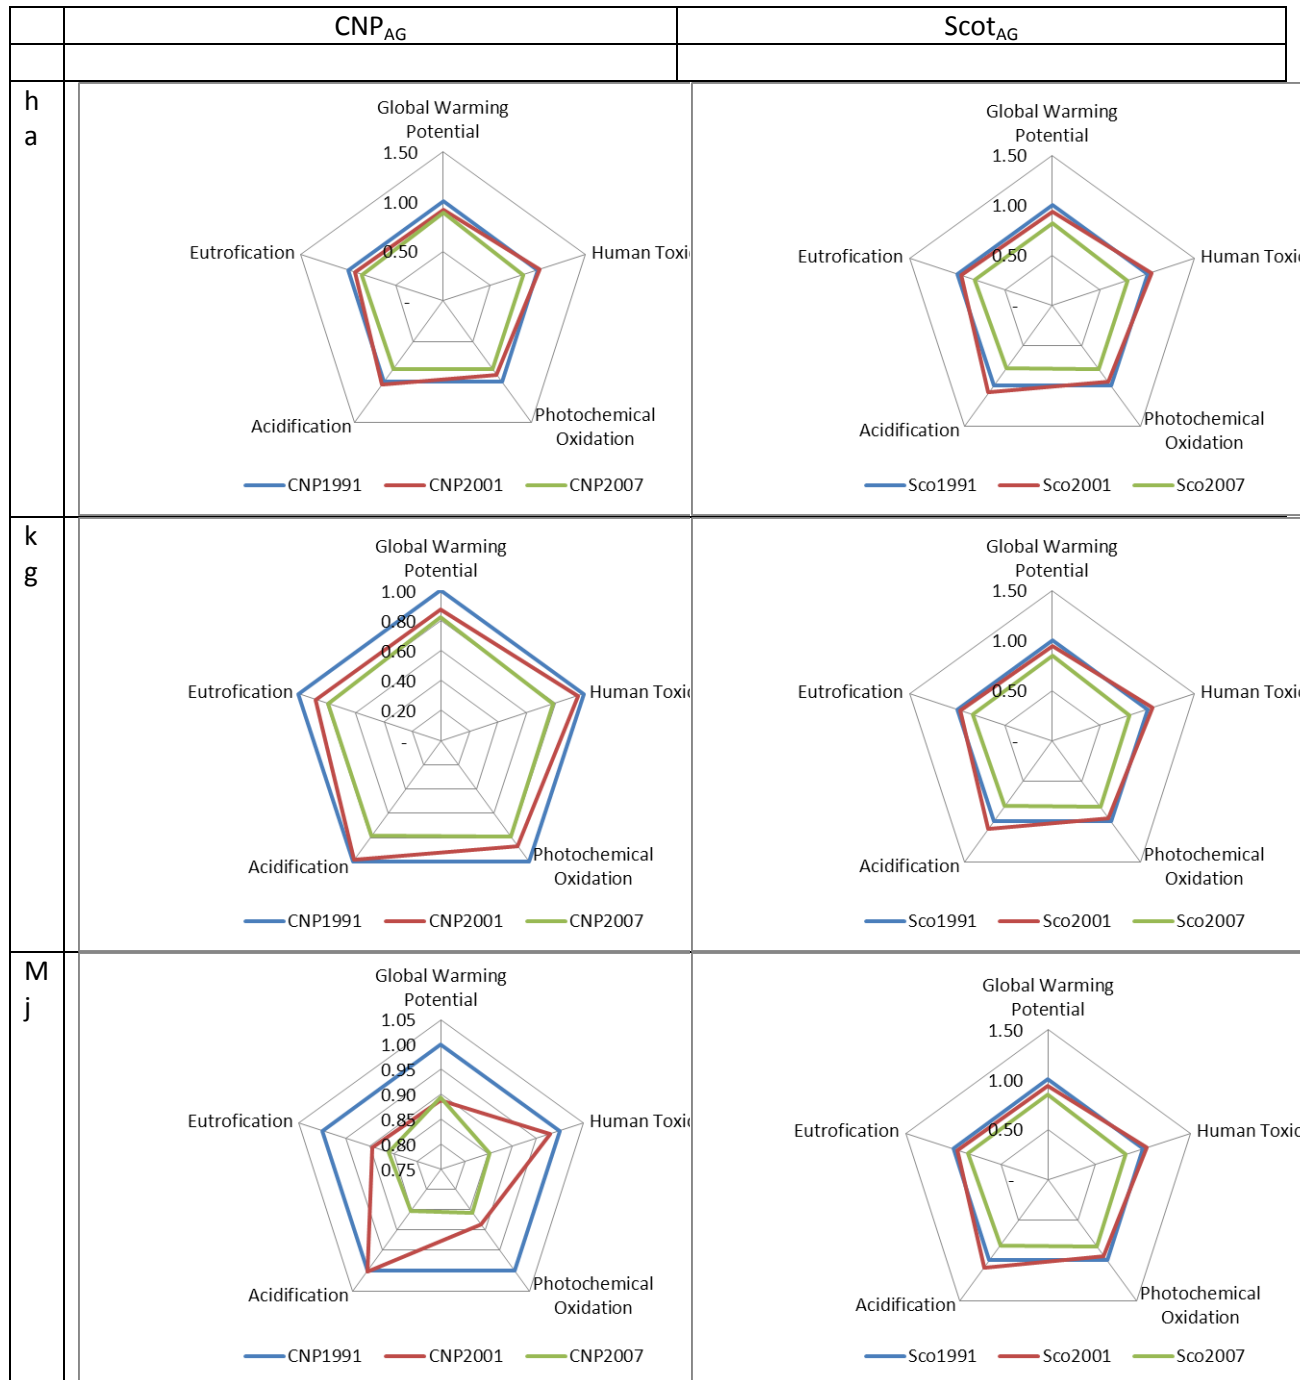 CNPAG
ScotAG
h
a
Global Warming
Potential
1.50
1.00
0.50
-
Eutrofication
Human Toxi
Acidification
Photochemical
Oxidation
CNP1991 CNP2001 CNP2007
Global Warming
Potential
1.50
1.00
0.50
-
Eutrofication
Human Toxic
Acidification
Photochemical
Oxidation
Sco1991 Sco2001 Sco2007
k
g
Global Warming
Potential
1.00
0.80
0.60
0.40
0.20
-
Eutrofication
Human Toxi
Acidification
Photochemical
Oxidation
CNP1991 CNP2001 CNP2007
Global Warming
Potential
1.50
1.00
0.50
-
Eutrofication
Human Toxic
Acidification
Photochemical
Oxidation
Sco1991 Sco2001 Sco2007
M
j
Global Warming
Potential
1.05
1.00
0.95
0.90
0.85
0.80
0.75
Eutrofication
Human Toxi
Acidification
Photochemical
Oxidation
CNP1991 CNP2001 CNP2007
Global Warming
Potential
1.50
1.00
0.50
-
Eutrofication
Human Toxic
Acidification
Photochemical
Oxidation
Sco1991 Sco2001 Sco2007